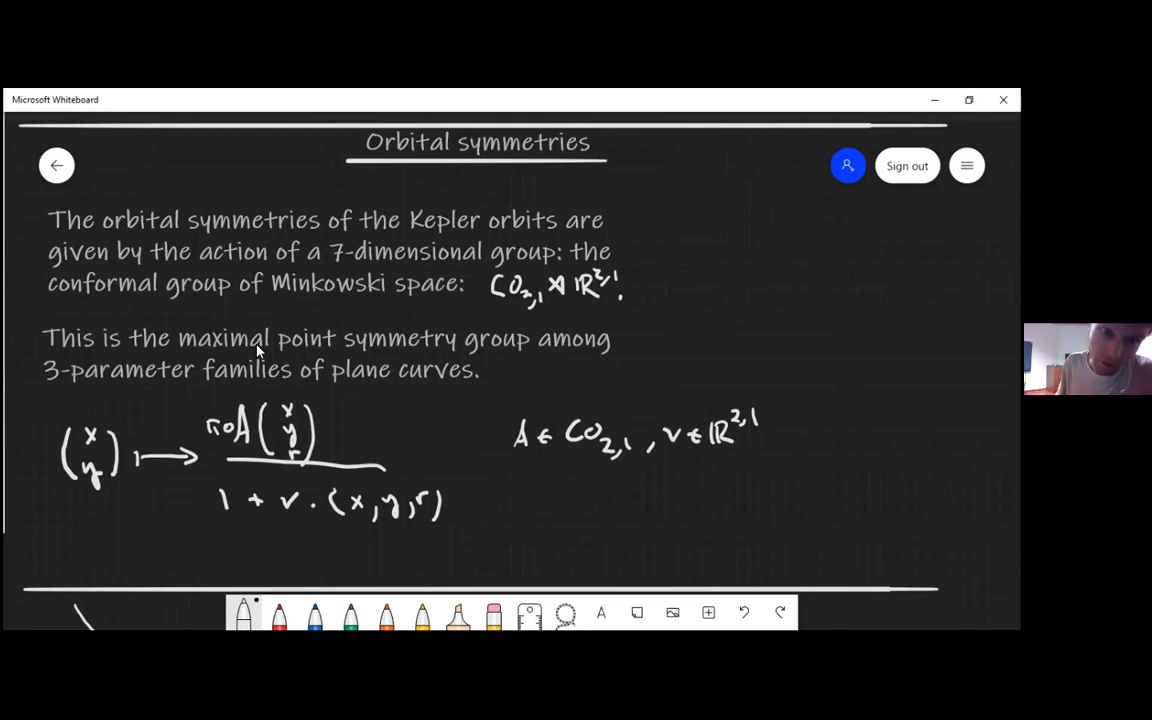 Microsoft Whiteboard
Orbital symmetries
Sign out
The orbital symmetries of the Kepler orbits are
given by the action of a 7-dimensional group: the
conformal group of Minkowski space: CO₂,₁ ⋊ ℝ²,¹.
This is the maximal point symmetry group among
3-parameter families of plane curves.
(x y) ↦ π∘A(x y r) / 1 + v · (x, y, r)
A ∈ CO₂,₁ , v ∈ ℝ²,¹
A